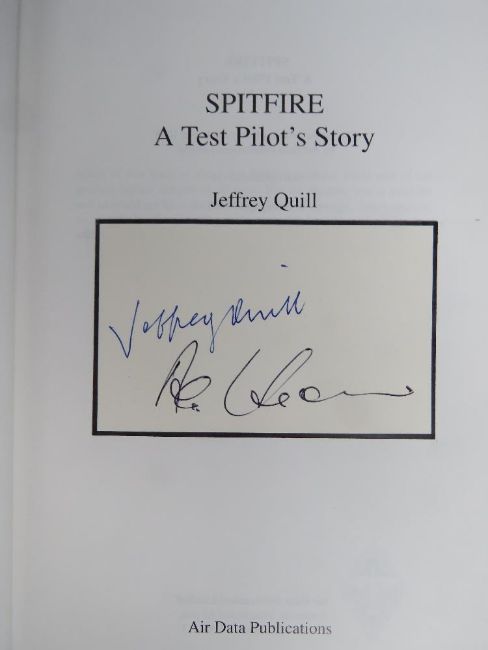 SPITFIRE
A Test Pilot's Story
Jeffrey Quill
Jeffrey Quill
Air Data Publications